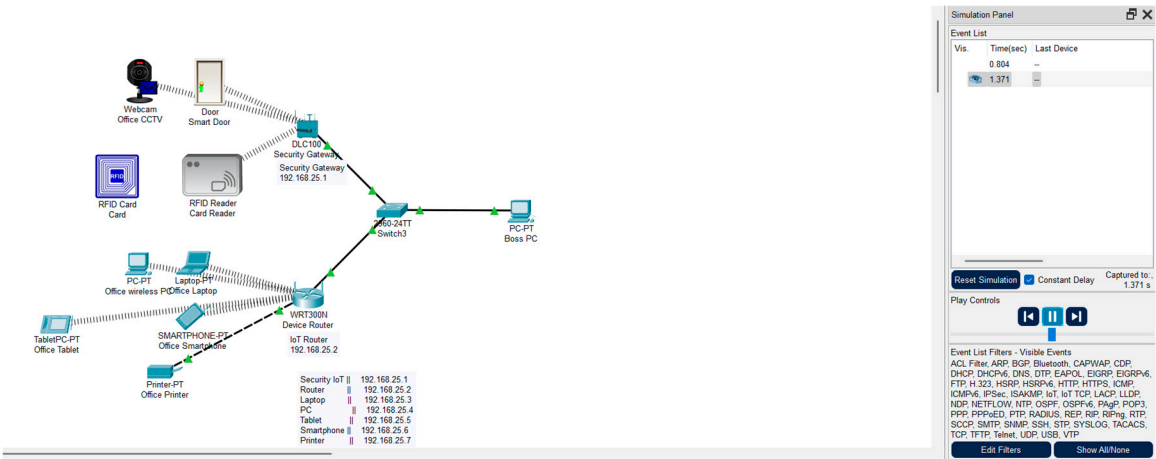 Simulation Panel
Event List
Vis. Time(sec) Last Device
0.804 --
1.371 --
Webcam
Office CCTV
Door
Smart Door
DLC100
Security Gateway
Security Gateway
192.168.25.1
RFID
RFID Card
Card
RFID Reader
Card Reader
2960-24TT
Switch3
PC-PT
Boss PC
PC-PT
Office wireless PC
Laptop-PT
Office Laptop
WRT300N
Device Router
IoT Router
192.168.25.2
TabletPC-PT
Office Tablet
SMARTPHONE-PT
Office Smartphone
Printer-PT
Office Printer
Security IoT || 192.168.25.1
Router || 192.168.25.2
Laptop || 192.168.25.3
PC || 192.168.25.4
Tablet || 192.168.25.5
Smartphone || 192.168.25.6
Printer || 192.168.25.7
Reset Simulation Constant Delay Captured to:
1.371 s
Play Controls
Event List Filters - Visible Events
ACL Filter, ARP, BGP, Bluetooth, CAPWAP, CDP,
DHCP, DHCPv6, DNS, DTP, EAPOL, EIGRP, EIGRPv6,
FTP, H.323, HSRP, HSRPv6, HTTP, HTTPS, ICMP,
ICMPv6, IPSec, ISAKMP, IoT, IoT TCP, LACP, LLDP,
NDP, NETFLOW, NTP, OSPF, OSPFv6, PAgP, POP3,
PPP, PPPoED, PTP, RADIUS, REP, RIP, RIPng, RTP,
SCCP, SMTP, SNMP, SSH, STP, SYSLOG, TACACS,
TCP, TFTP, Telnet, UDP, USB, VTP
Edit Filters Show All/None